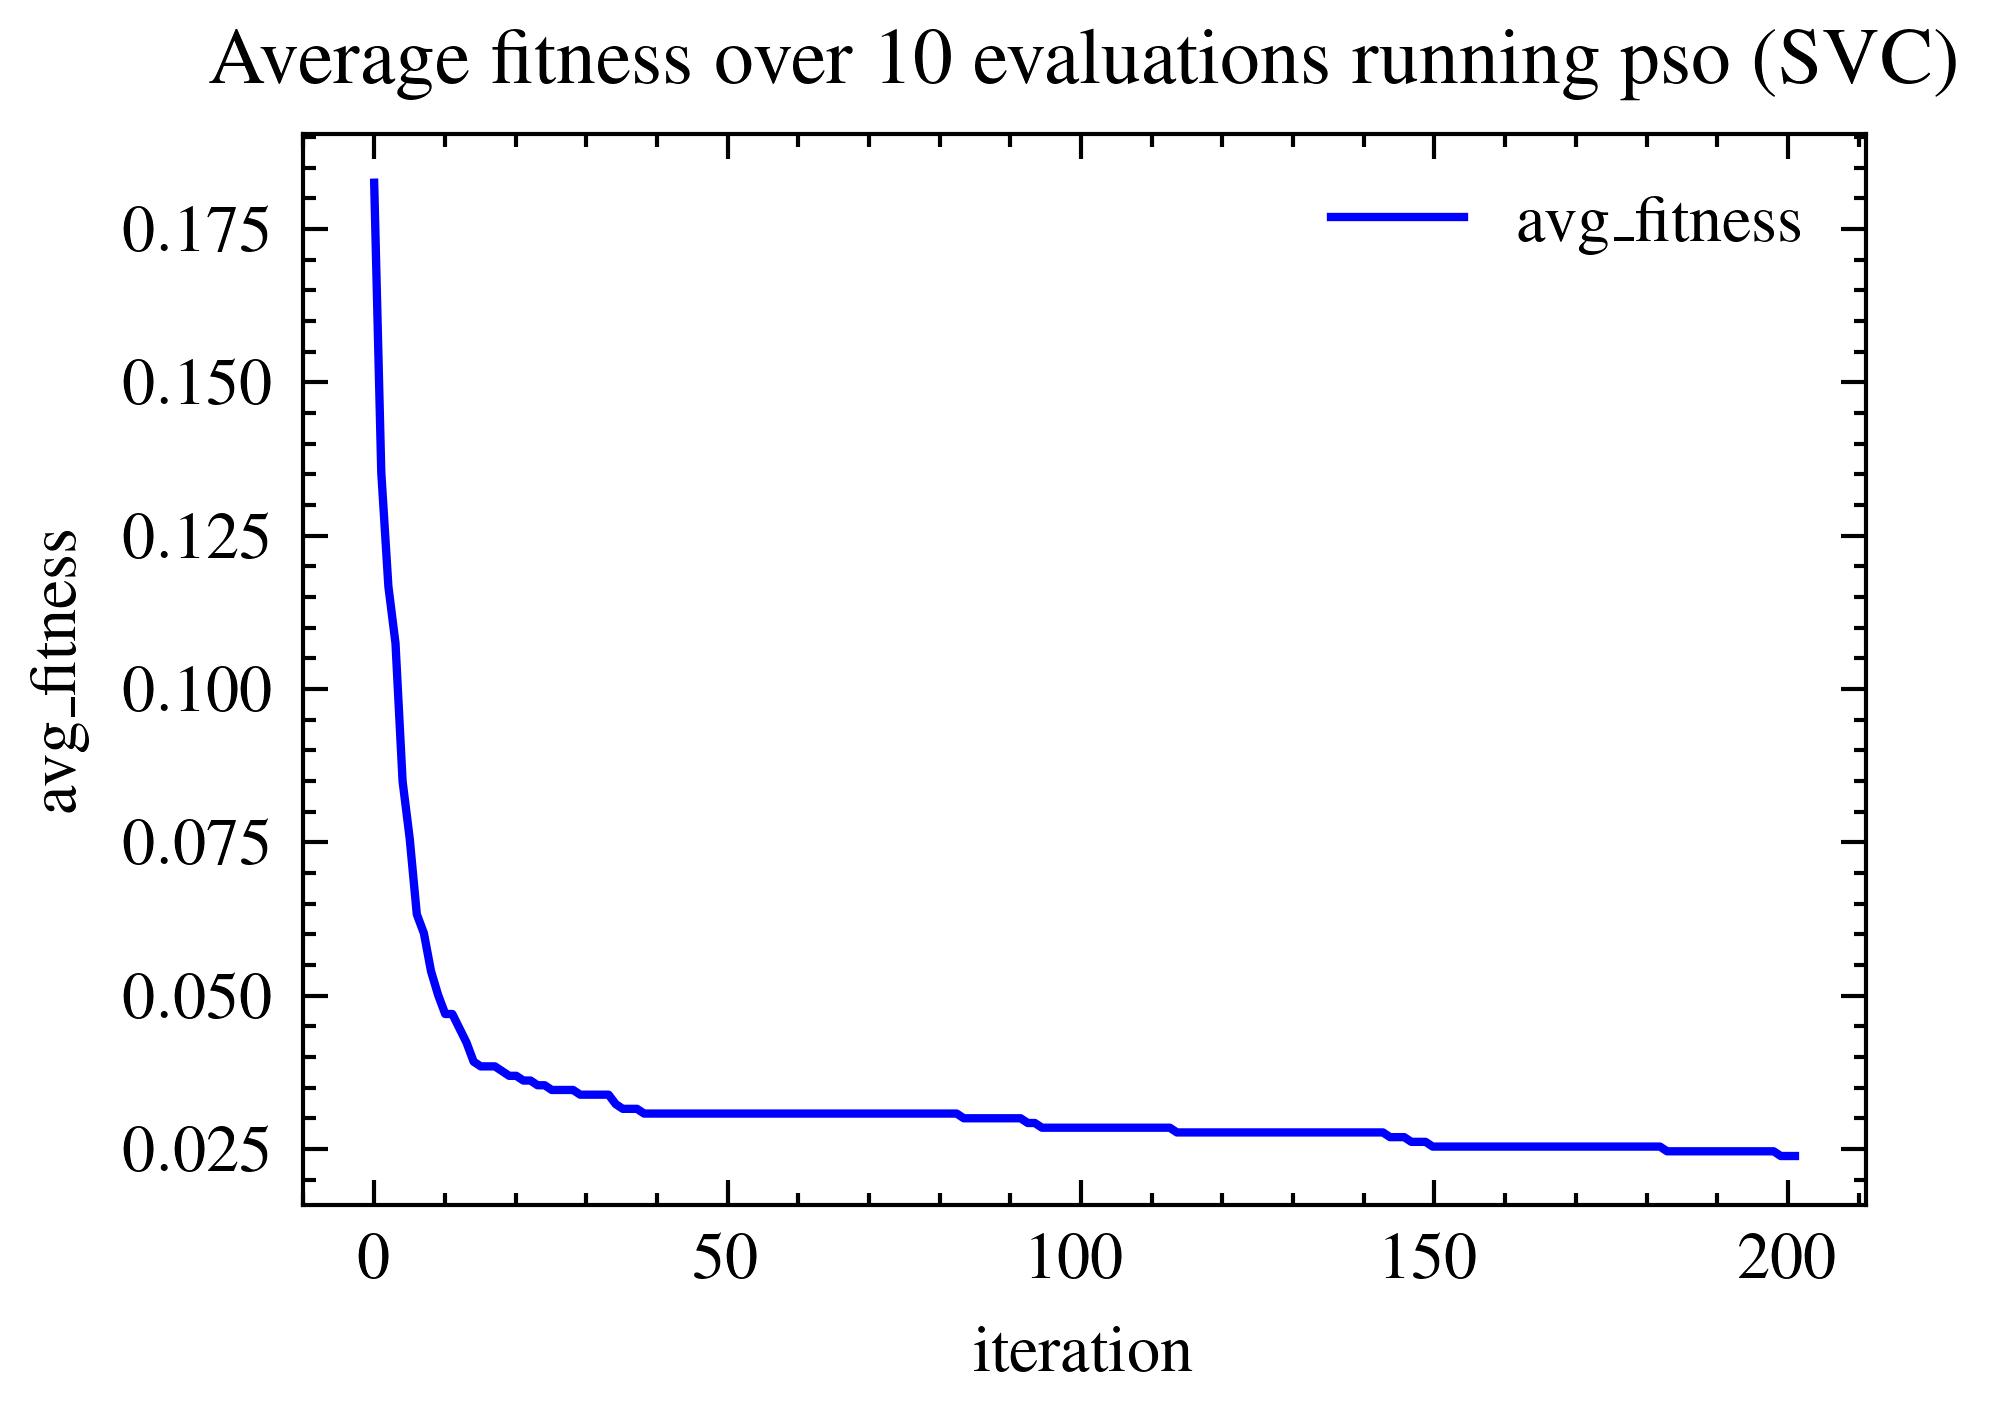 Average fitness over 10 evaluations running pso (SVC)
avg_fitness
0.175
0.150
0.125
0.100
0.075
0.050
0.025
avg_fitness
0 50 100 150 200
iteration